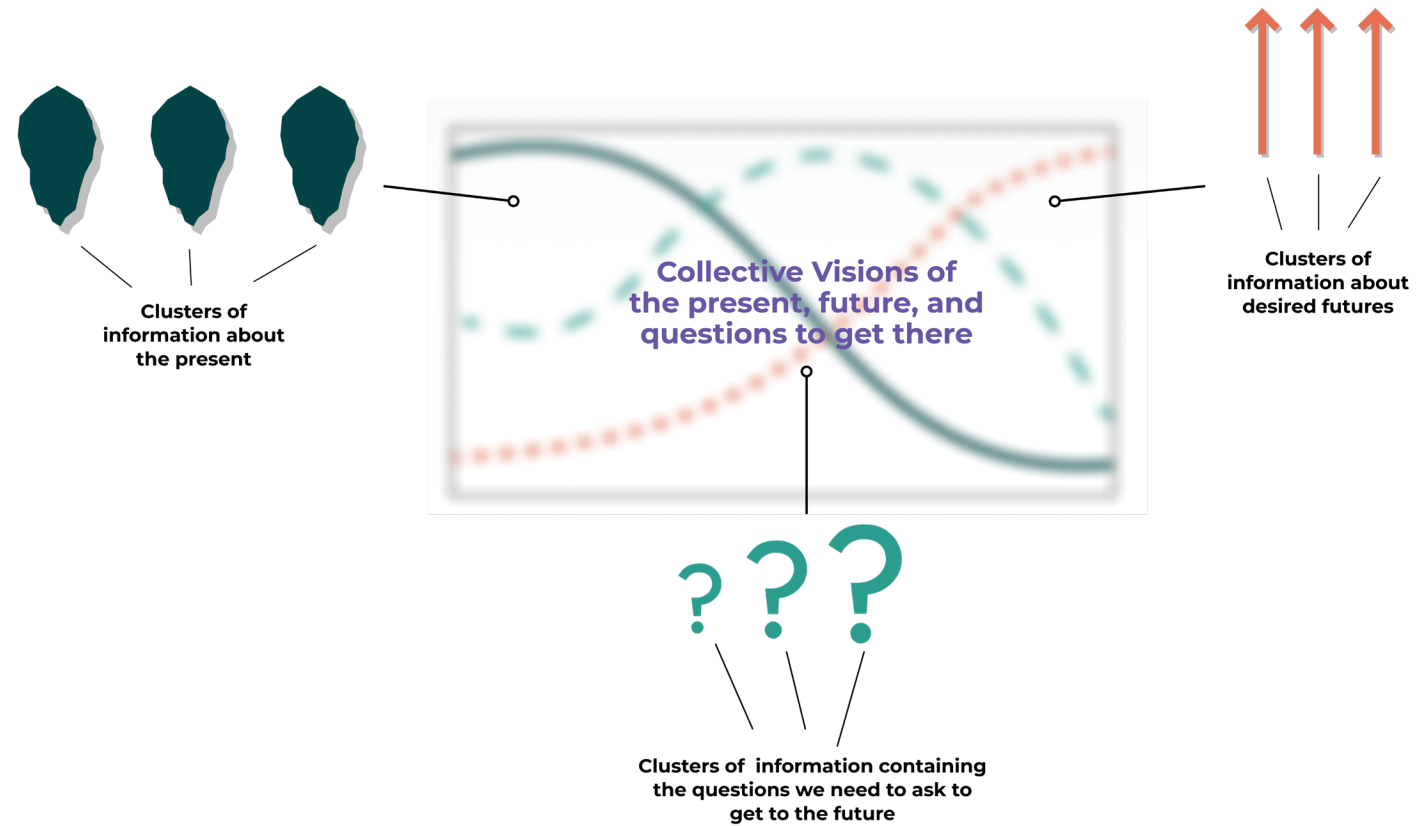 Clusters of
information about
the present
Collective Visions of
the present, future, and
questions to get there
Clusters of
information about
desired futures
? ? ?
Clusters of  information containing
the questions we need to ask to
get to the future